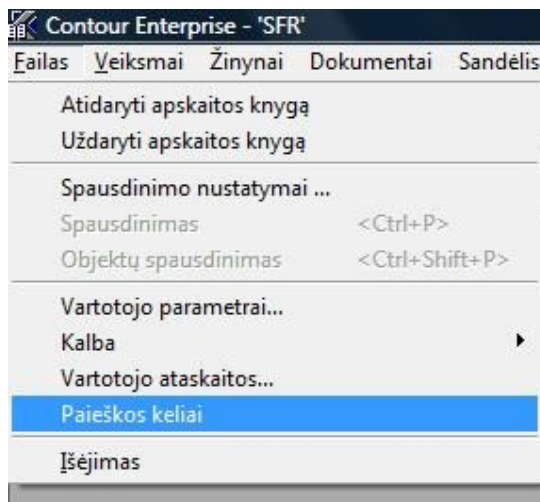 Contour Enterprise - 'SFR'
Failas Veiksmai Žinynai Dokumentai Sandėlis
Atidaryti apskaitos knygą
Uždaryti apskaitos knygą
Spausdinimo nustatymai ...
Spausdinimas <Ctrl+P>
Objektų spausdinimas <Ctrl+Shift+P>
Vartotojo parametrai...
Kalba
Vartotojo ataskaitos...
Paieškos keliai
Išėjimas